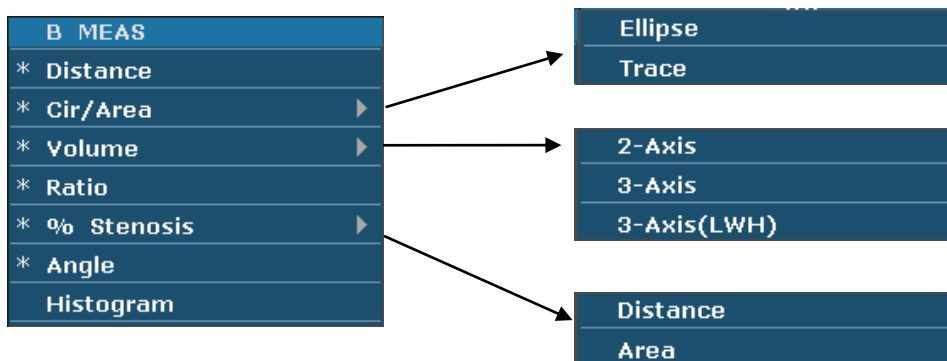 B MEAS
* Distance
* Cir/Area
* Volume
* Ratio
* % Stenosis
* Angle
Histogram
Ellipse
Trace
2-Axis
3-Axis
3-Axis(LWH)
Distance
Area